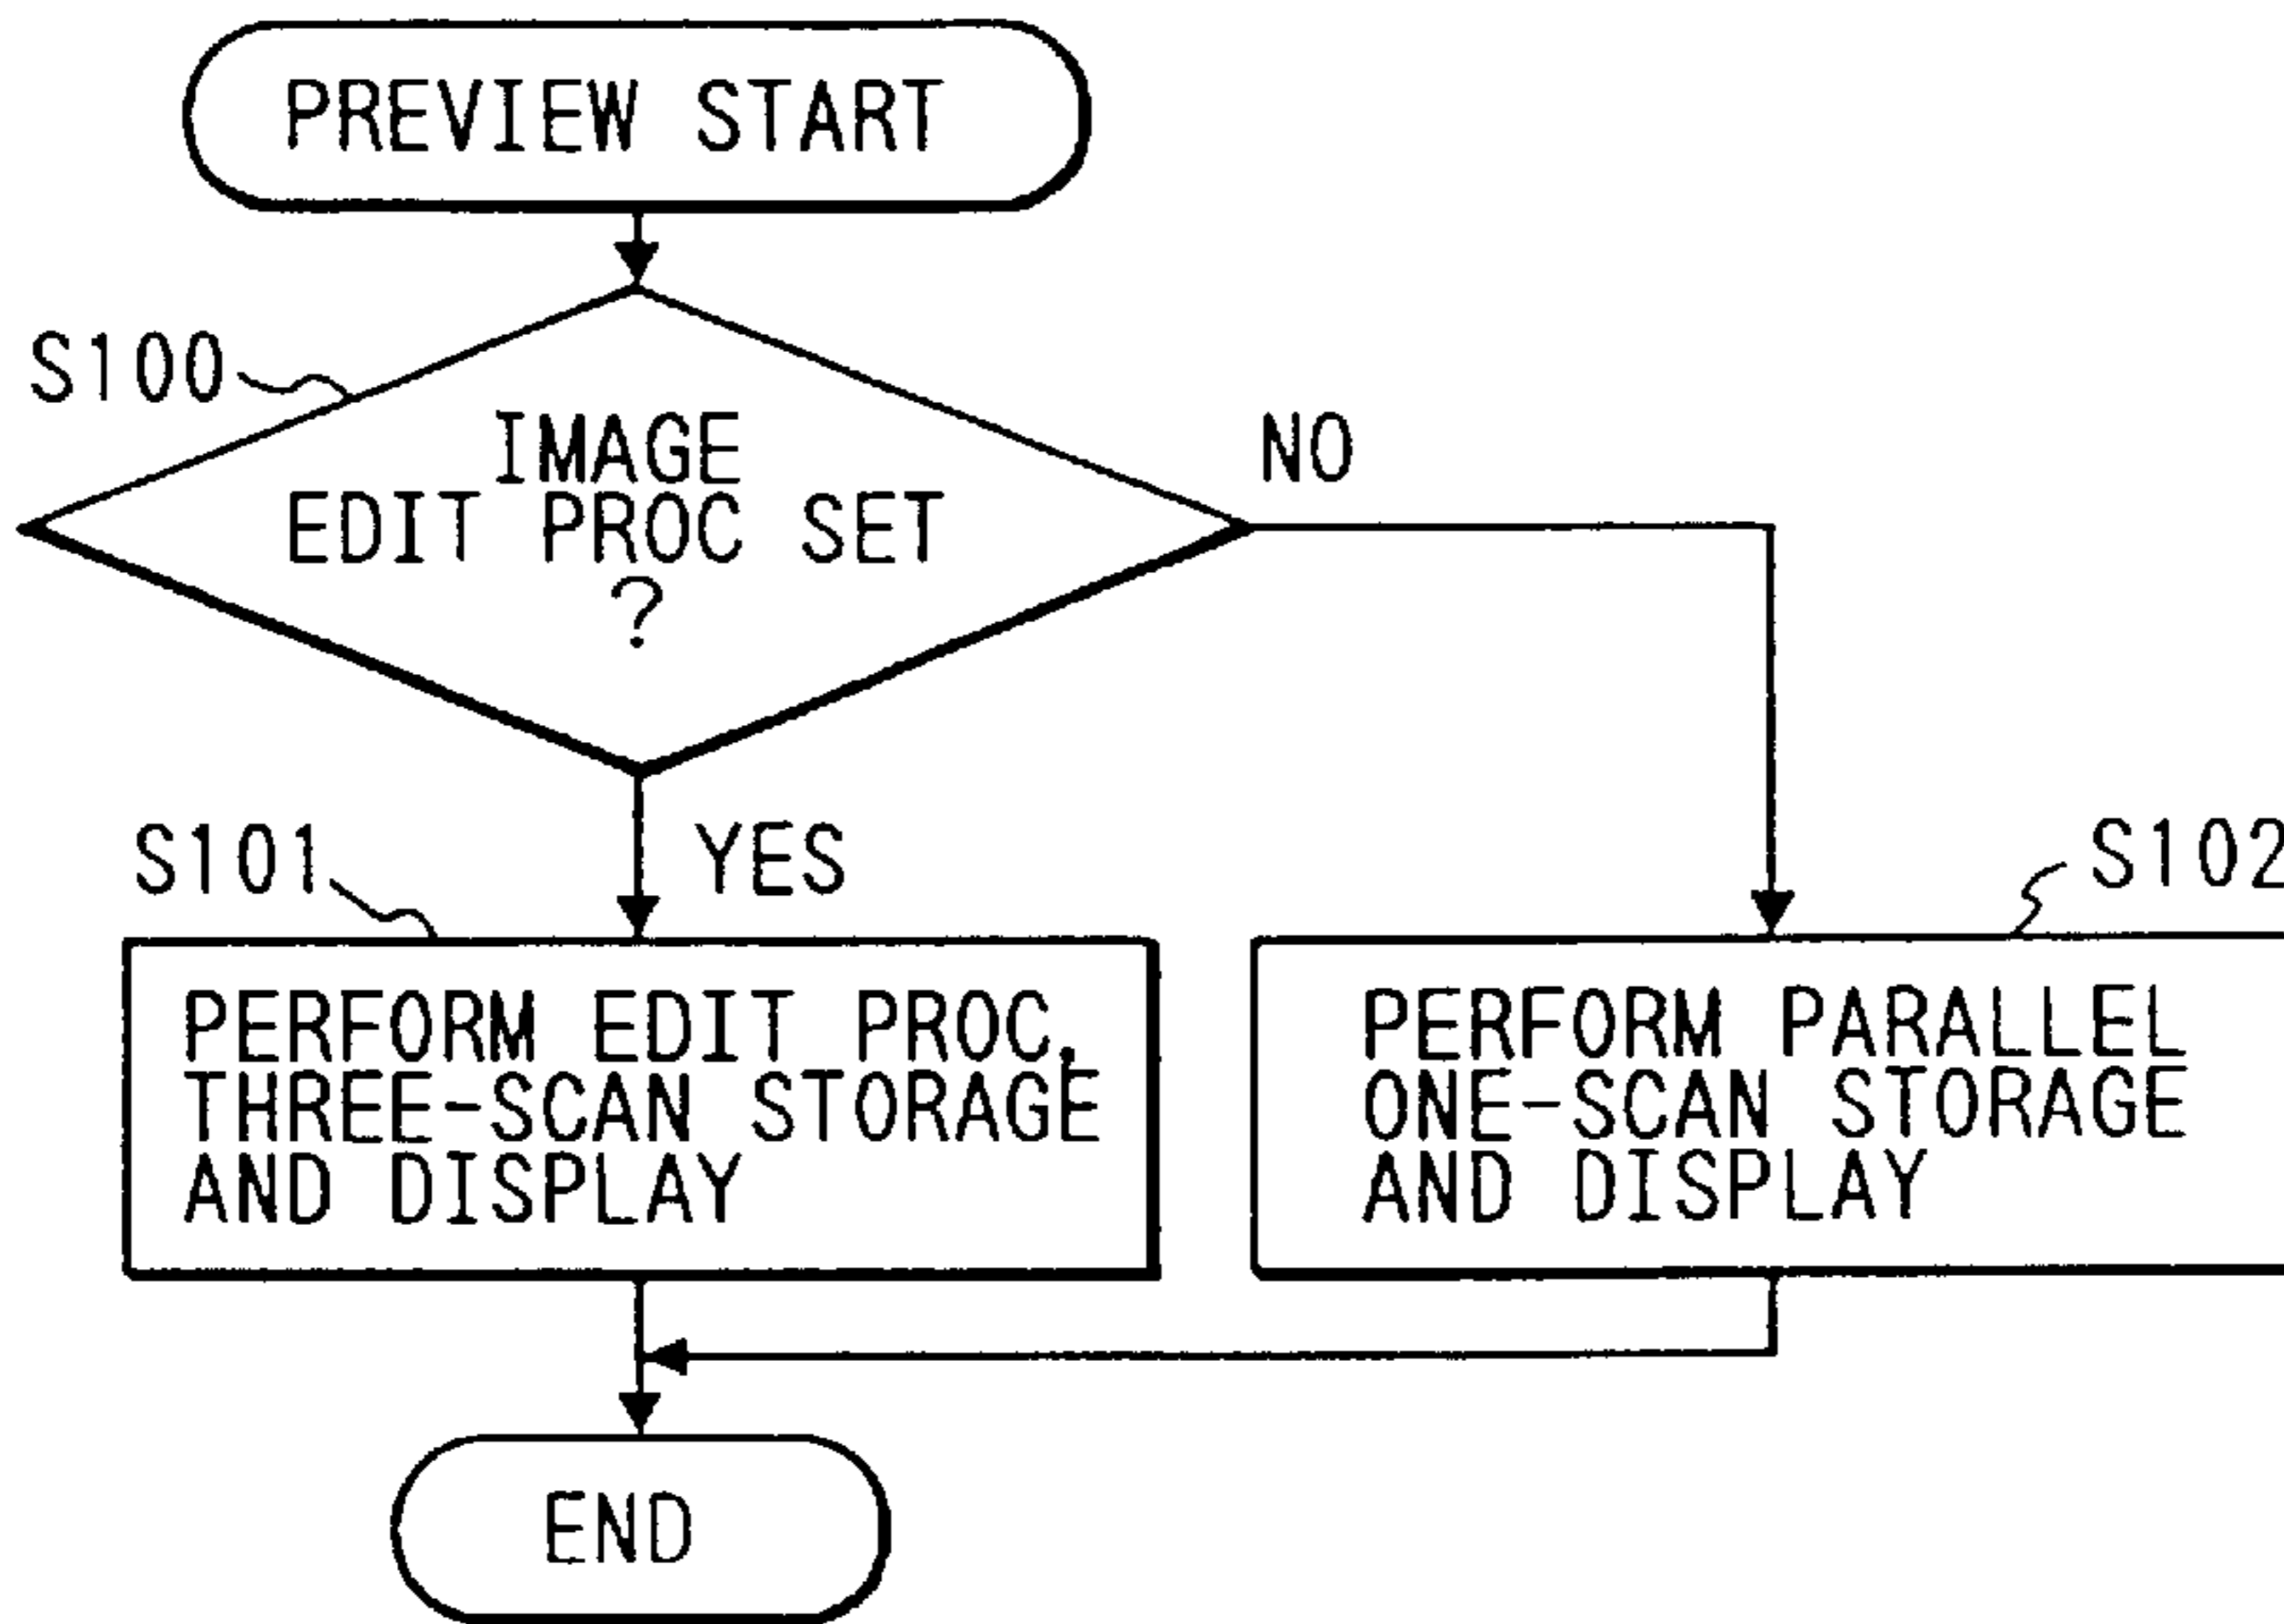 PREVIEW START
S100
IMAGE
EDIT PROC SET
?
NO
YES
S101
PERFORM EDIT PROC,
THREE-SCAN STORAGE
AND DISPLAY
S102
PERFORM PARALLEL
ONE-SCAN STORAGE
AND DISPLAY
END